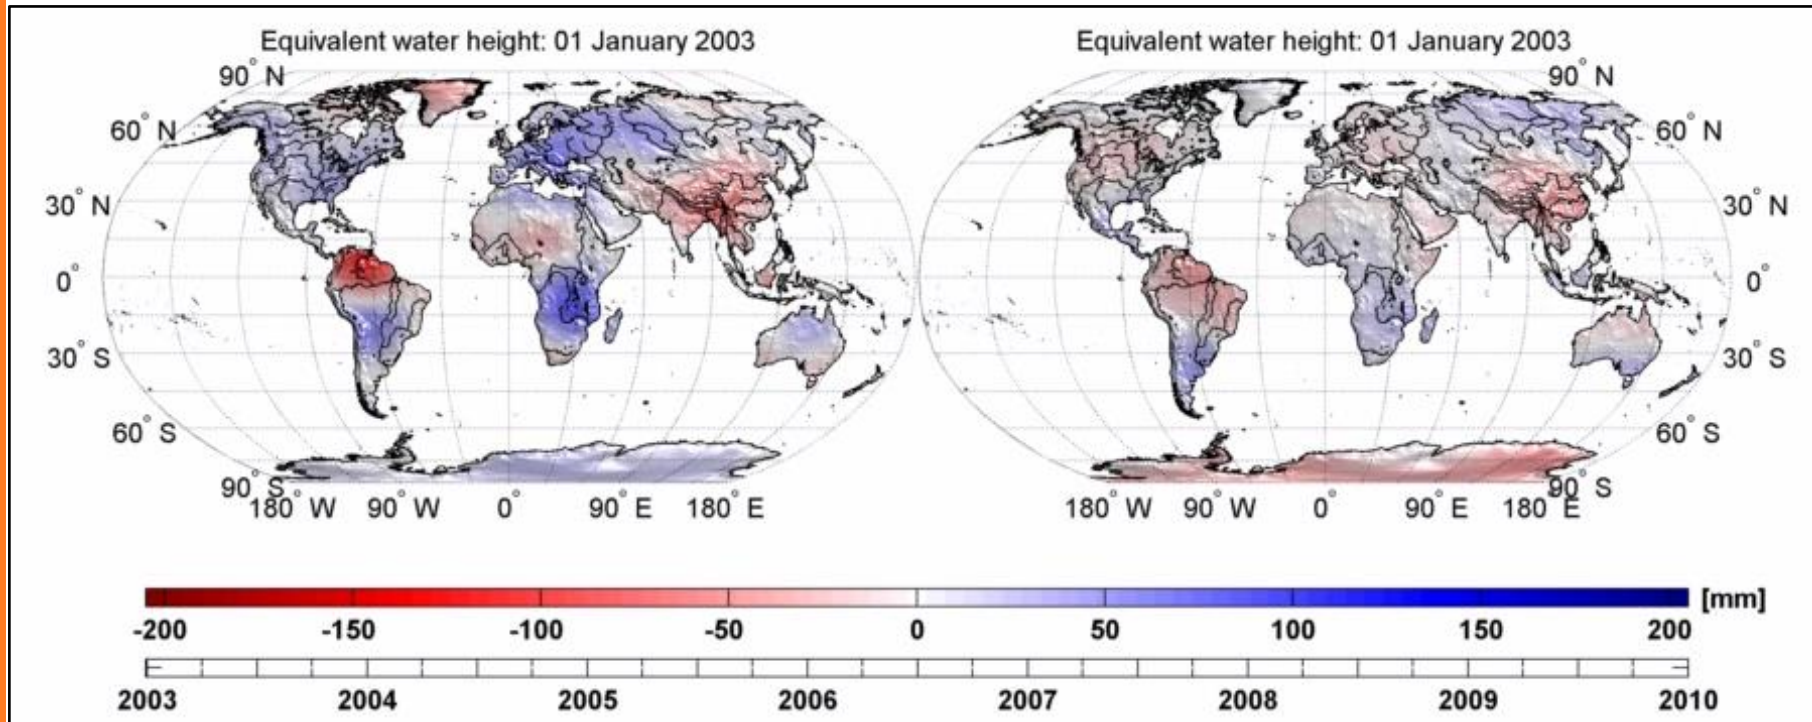 Equivalent water height: 01 January 2003
90° N
60° N
30° N
0°
30° S
60° S
90° S
180° W 90° W 0° 90° E 180° E
Equivalent water height: 01 January 2003
90° N
60° N
30° N
0°
30° S
60° S
90° S
180° W 90° W 0° 90° E 180° E
[mm]
-200 -150 -100 -50 0 50 100 150 200
2003 2004 2005 2006 2007 2008 2009 2010